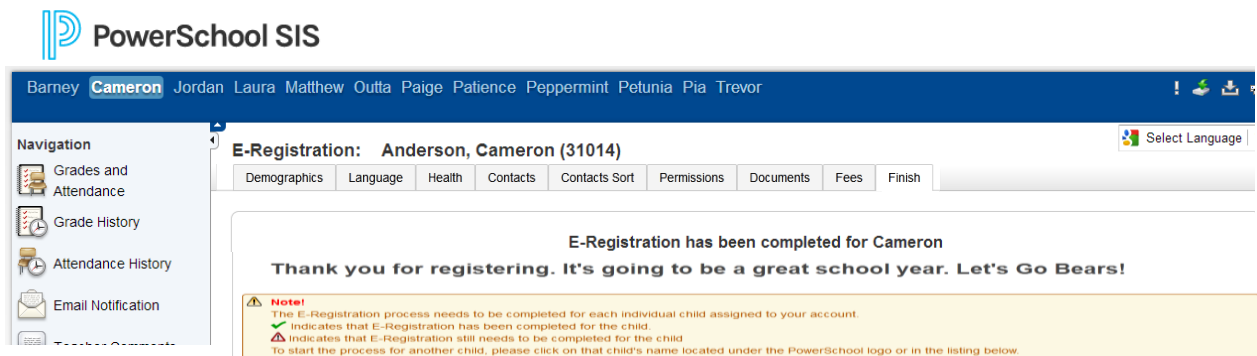 PowerSchool SIS
Barney Cameron Jordan Laura Matthew Outta Paige Patience Peppermint Petunia Pia Trevor
Select Language
Navigation
E-Registration: Anderson, Cameron (31014)
Demographics Language Health Contacts Contacts Sort Permissions Documents Fees Finish
Grades and
Attendance
Grade History
Attendance History
Email Notification
E-Registration has been completed for Cameron
Thank you for registering. It's going to be a great school year. Let's Go Bears!
Note!
The E-Registration process needs to be completed for each individual child assigned to your account.
Indicates that E-Registration has been completed for the child.
Indicates that E-Registration still needs to be completed for the child
To start the process for another child, please click on that child's name located under the PowerSchool logo or in the listing below.